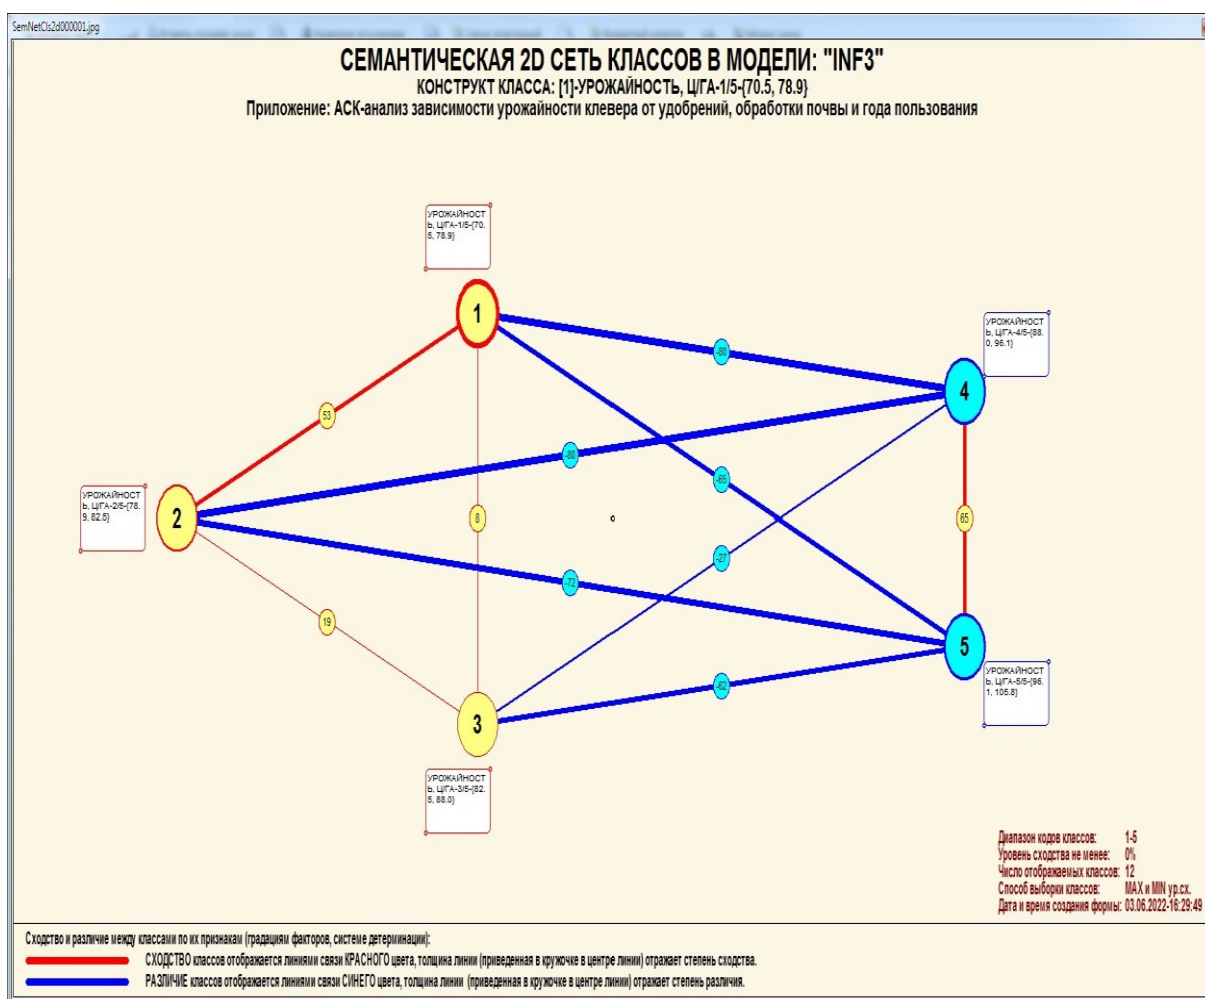 SemNetCls2d000001.jpg
СЕМАНТИЧЕСКАЯ 2D СЕТЬ КЛАССОВ В МОДЕЛИ: "INF3"
КОНСТРУКТ КЛАССА: [1]-УРОЖАЙНОСТЬ, Ц/ГА-1/5-{70.5, 78.9}
Приложение: АСК-анализ зависимости урожайности клевера от удобрений, обработки почвы и года пользования
УРОЖАЙНОСТ
Ь, Ц/ГА-1/5-{70.
5, 78.9}
1
УРОЖАЙНОСТ
Ь, Ц/ГА-4/5-{88.
0, 96.1}
-80
4
53
-80
-65
УРОЖАЙНОСТ
Ь, Ц/ГА-2/5-{78.
9, 82.5}
2
8
65
-27
-72
19
5
УРОЖАЙНОСТ
Ь, Ц/ГА-5/5-{96.
1, 105.8}
-62
3
УРОЖАЙНОСТ
Ь, Ц/ГА-3/5-{82.
5, 88.0}
Диапазон кодов классов: 1-5
Уровень сходства не менее: 0%
Число отображаемых классов: 12
Способ выборки классов: MAX и MIN ур.сх.
Дата и время создания формы: 03.06.2022-16:29:49
Сходство и различие между классами по их признакам (градациям факторов, системе детерминации):
СХОДСТВО классов отображается линиями связи КРАСНОГО цвета, толщина линии (приведенная в кружочке в центре линии) отражает степень сходства.
РАЗЛИЧИЕ классов отображается линиями связи СИНЕГО цвета, толщина линии (приведенная в кружочке в центре линии) отражает степень различия.